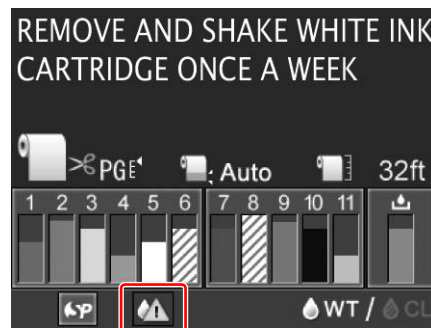 REMOVE AND SHAKE WHITE INK
CARTRIDGE ONCE A WEEK
PGE : Auto 32ft
1 2 3 4 5 6 7 8 9 10 11
P WT / CL